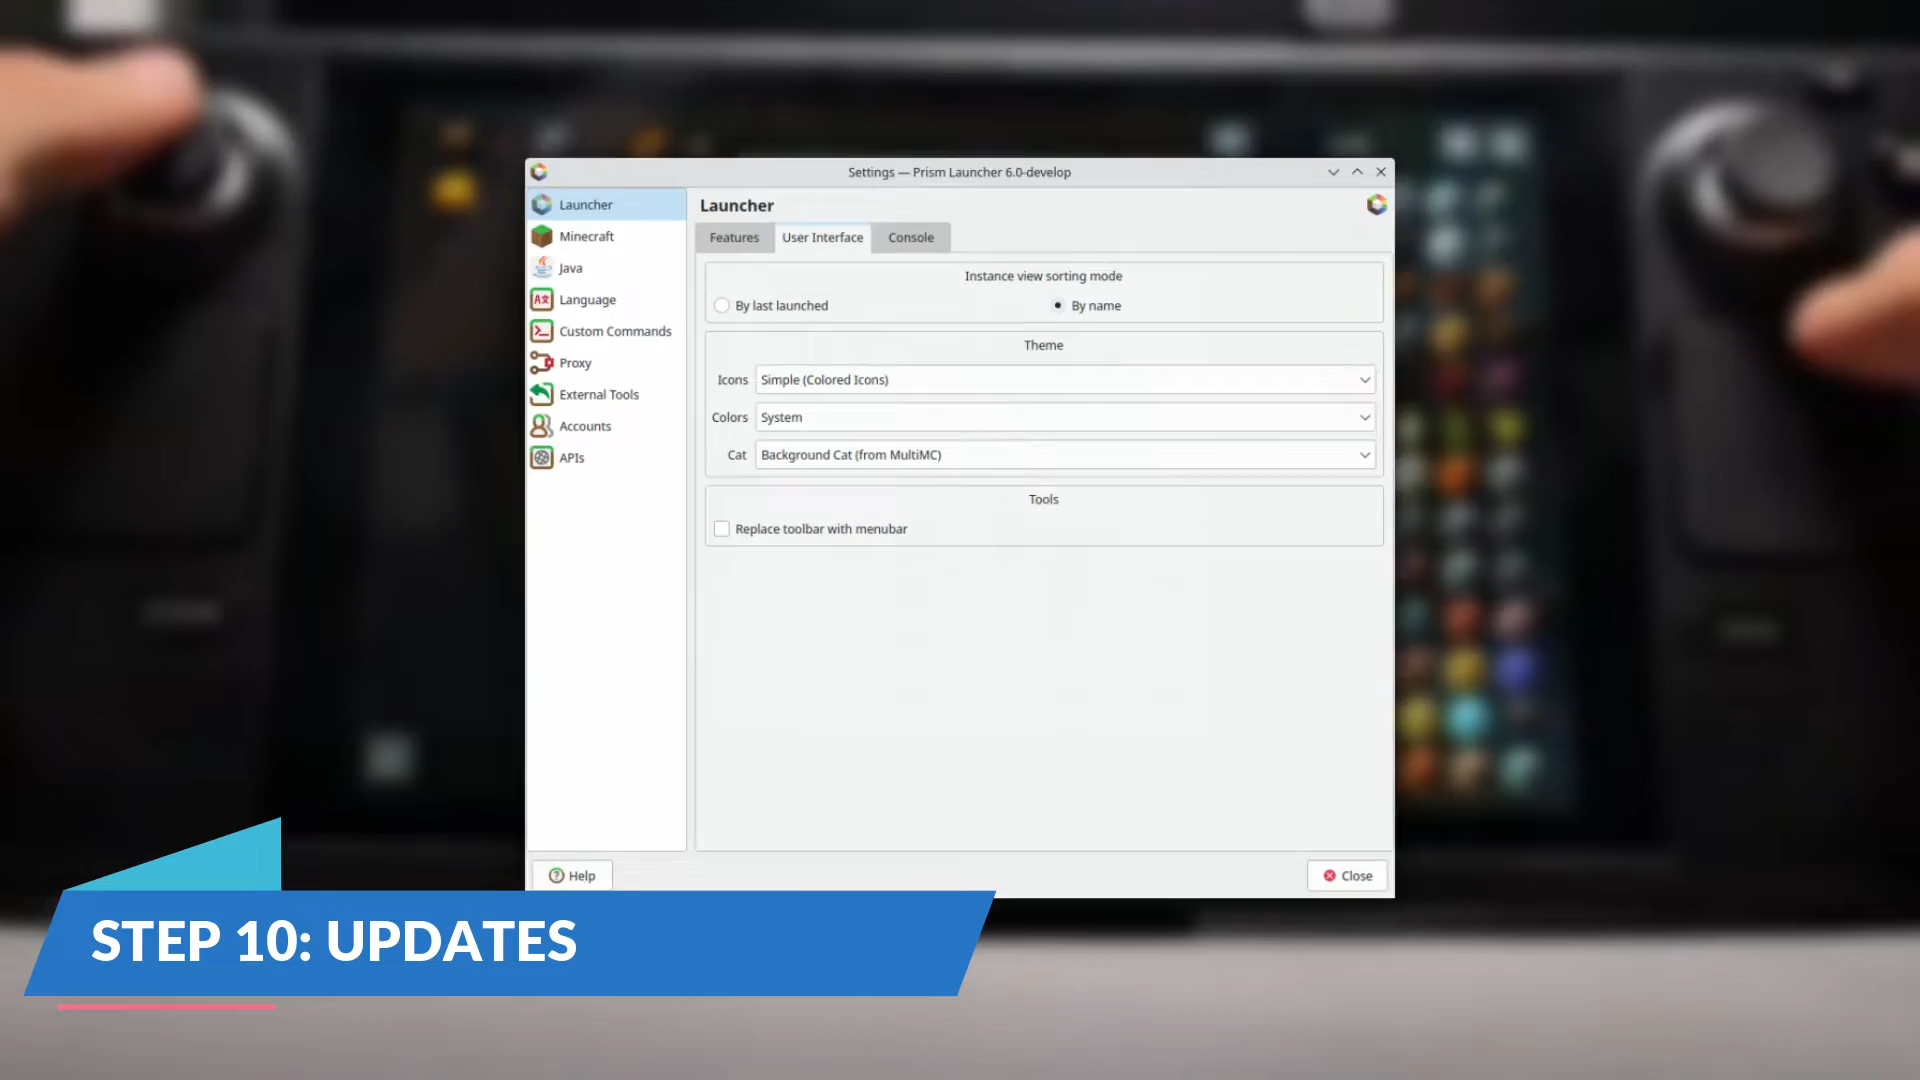 Settings — Prism Launcher 6.0-develop
Launcher
Minecraft
Java
Language
Custom Commands
Proxy
External Tools
Accounts
APIs
Launcher
Features
User Interface
Console
Instance view sorting mode
By last launched
By name
Theme
Icons
Simple (Colored Icons)
Colors
System
Cat
Background Cat (from MultiMC)
Tools
Replace toolbar with menubar
Help
Close
STEP 10: UPDATES